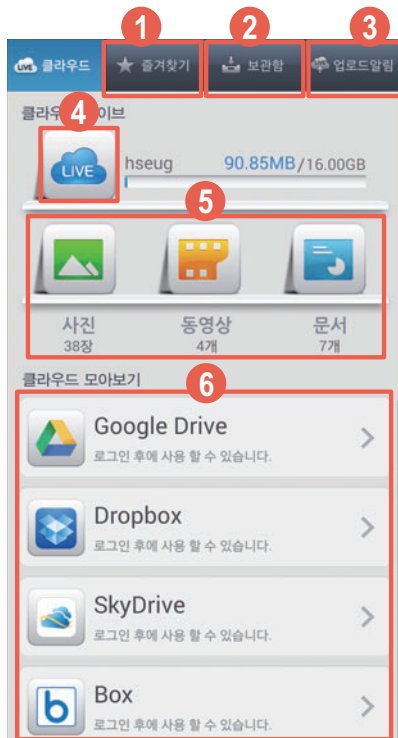 1
2
3
클라우드
즐겨찾기
보관함
업로드알림
4
클라우 이브
LIVE
hseug 90.85MB/16.00GB
5
사진 동영상 문서
38장 4개 7개
클라우드 모아보기
6
Google Drive
로그인 후에 사용 할 수 있습니다.
Dropbox
로그인 후에 사용 할 수 있습니다.
SkyDrive
로그인 후에 사용 할 수 있습니다.
Box
로그인 후에 사용 할 수 있습니다.